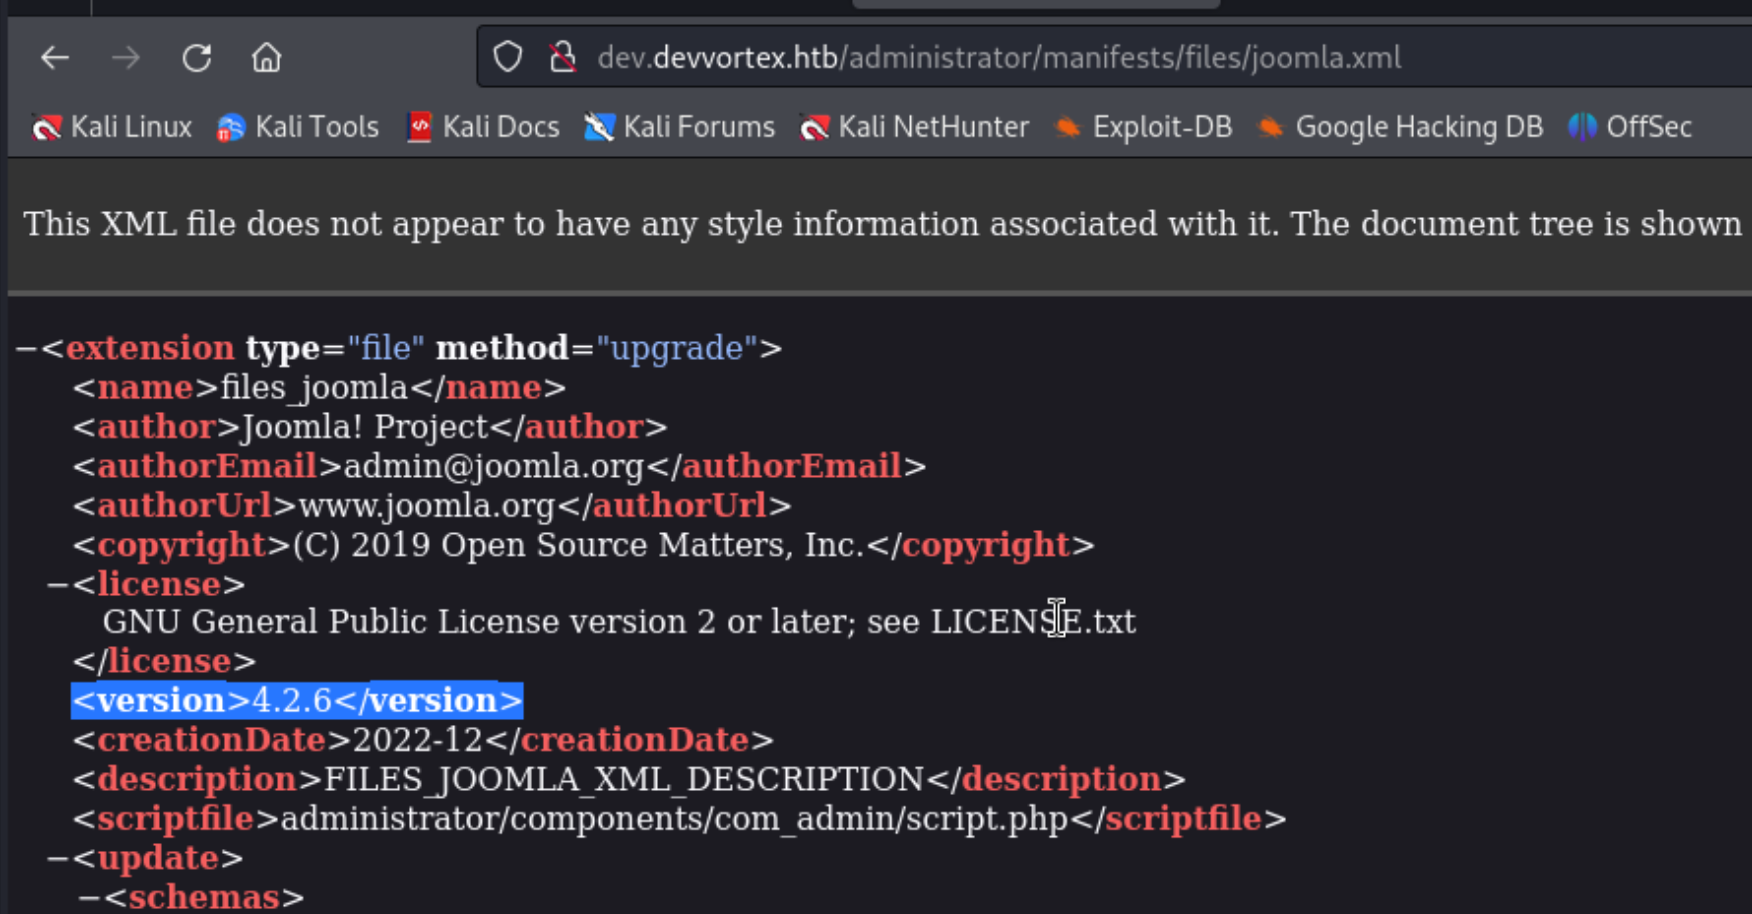 dev.devvortex.htb/administrator/manifests/files/joomla.xml
Kali Linux Kali Tools Kali Docs Kali Forums Kali NetHunter Exploit-DB Google Hacking DB OffSec
This XML file does not appear to have any style information associated with it. The document tree is shown
−<extension type="file" method="upgrade">
<name>files_joomla</name>
<author>Joomla! Project</author>
<authorEmail>admin@joomla.org</authorEmail>
<authorUrl>www.joomla.org</authorUrl>
<copyright>(C) 2019 Open Source Matters, Inc.</copyright>
−<license>
GNU General Public License version 2 or later; see LICENSE.txt
</license>
<version>4.2.6</version>
<creationDate>2022-12</creationDate>
<description>FILES_JOOMLA_XML_DESCRIPTION</description>
<scriptfile>administrator/components/com_admin/script.php</scriptfile>
−<update>
−<schemas>